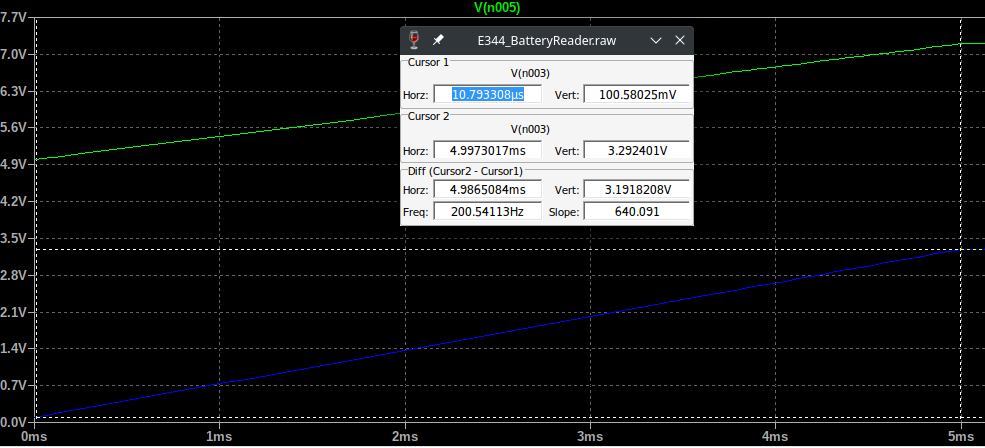 V(n005)
7.7V
E344_BatteryReader.raw
7.0V
Cursor 1
V(n003)
Horz: 10.793308µs Vert: 100.58025mV
6.3V
Cursor 2
5.6V
V(n003)
Horz: 4.9973017ms Vert: 3.292401V
4.9V
Diff (Cursor2 - Cursor1)
Horz: 4.9865084ms Vert: 3.1918208V
4.2V
Freq: 200.54113Hz Slope: 640.091
3.5V
2.8V
2.1V
1.4V
0.7V
0.0V
0ms 1ms 2ms 3ms 4ms 5ms